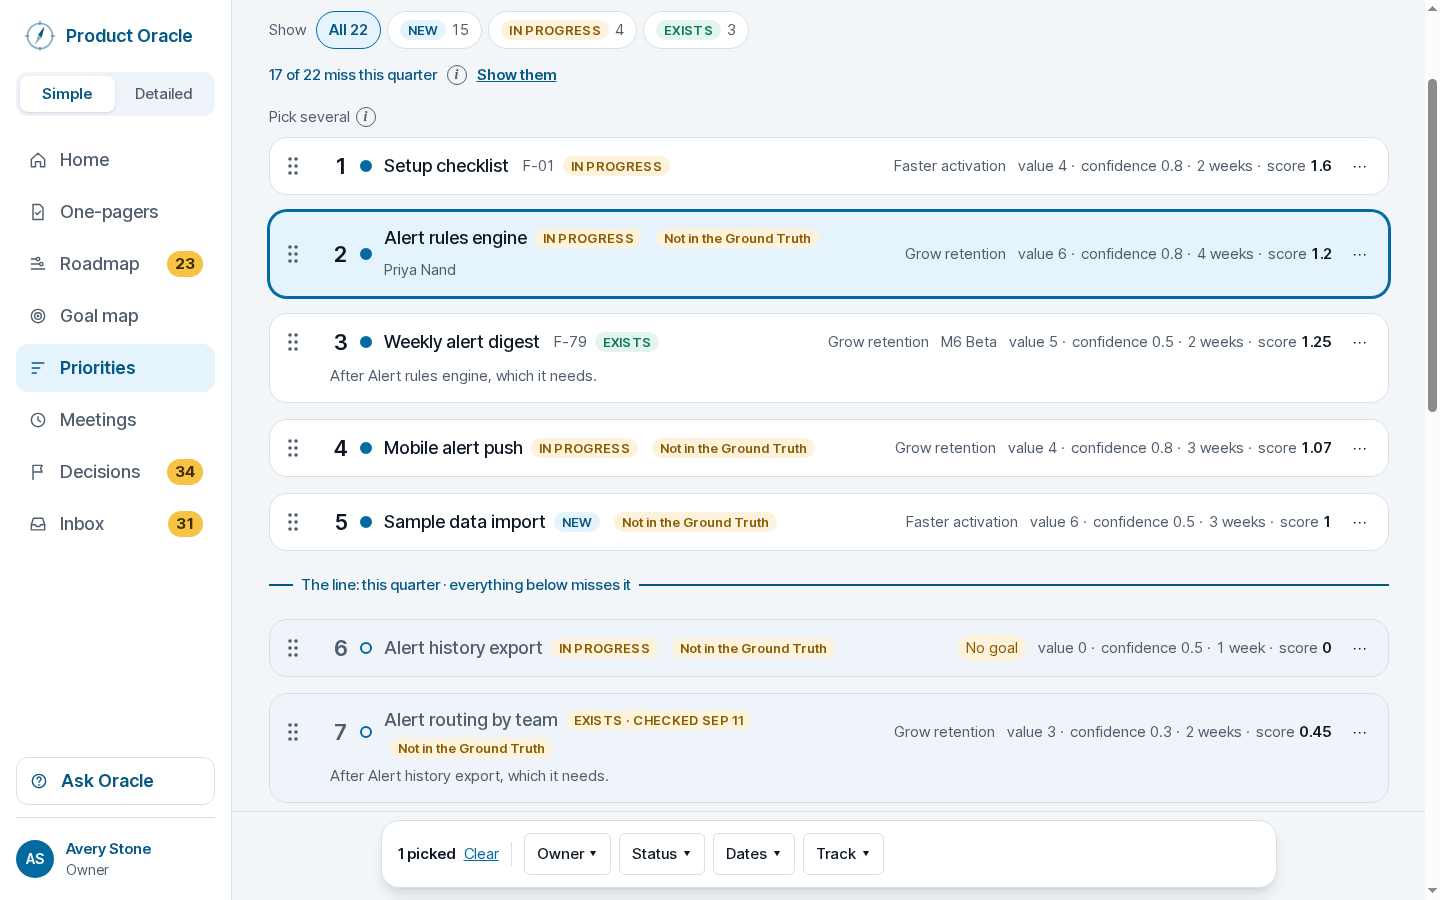 Product Oracle
Simple Detailed
Home
One-pagers
Roadmap 23
Goal map
Priorities
Meetings
Decisions 34
Inbox 31
Ask Oracle
AS Avery Stone
Owner
Show All 22 NEW 15 IN PROGRESS 4 EXISTS 3
17 of 22 miss this quarter i Show them
Pick several i
1 Setup checklist F-01 IN PROGRESS Faster activation value 4 · confidence 0.8 · 2 weeks · score 1.6 ···
2 Alert rules engine IN PROGRESS Not in the Ground Truth Grow retention value 6 · confidence 0.8 · 4 weeks · score 1.2 ···
Priya Nand
3 Weekly alert digest F-79 EXISTS Grow retention M6 Beta value 5 · confidence 0.5 · 2 weeks · score 1.25 ···
After Alert rules engine, which it needs.
4 Mobile alert push IN PROGRESS Not in the Ground Truth Grow retention value 4 · confidence 0.8 · 3 weeks · score 1.07 ···
5 Sample data import NEW Not in the Ground Truth Faster activation value 6 · confidence 0.5 · 3 weeks · score 1 ···
The line: this quarter · everything below misses it
6 Alert history export IN PROGRESS Not in the Ground Truth No goal value 0 · confidence 0.5 · 1 week · score 0 ···
7 Alert routing by team EXISTS · CHECKED SEP 11 Grow retention value 3 · confidence 0.3 · 2 weeks · score 0.45 ···
Not in the Ground Truth
After Alert history export, which it needs.
1 picked Clear Owner ▾ Status ▾ Dates ▾ Track ▾